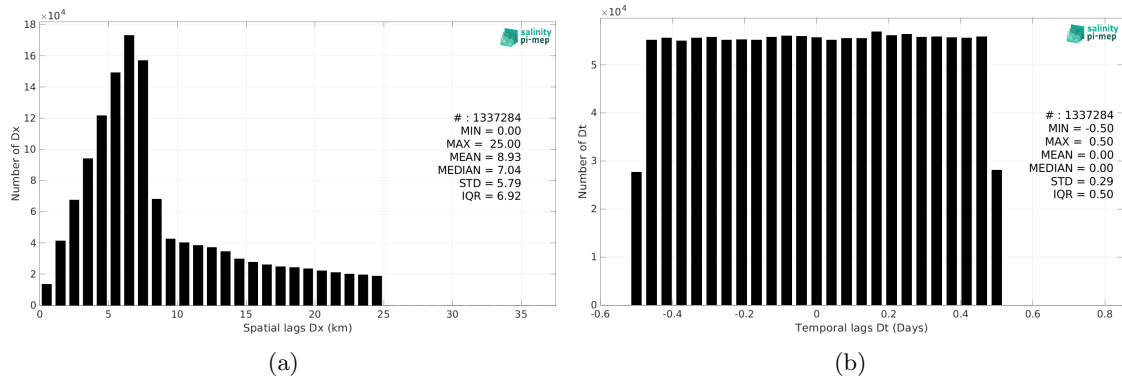 ×10⁴
18
16
14
12
10
8
6
4
2
0
Number of Dx
salinity
pi-mep
# : 1337284
MIN = 0.00
MAX = 25.00
MEAN = 8.93
MEDIAN = 7.04
STD = 5.79
IQR = 6.92
0 5 10 15 20 25 30 35
Spatial lags Dx (km)
(a)
×10⁴
5
4
3
2
1
0
Number of Dt
salinity
pi-mep
# : 1337284
MIN = -0.50
MAX = 0.50
MEAN = 0.00
MEDIAN = 0.00
STD = 0.29
IQR = 0.50
-0.6 -0.4 -0.2 0 0.2 0.4 0.6 0.8
Temporal lags Dt (Days)
(b)